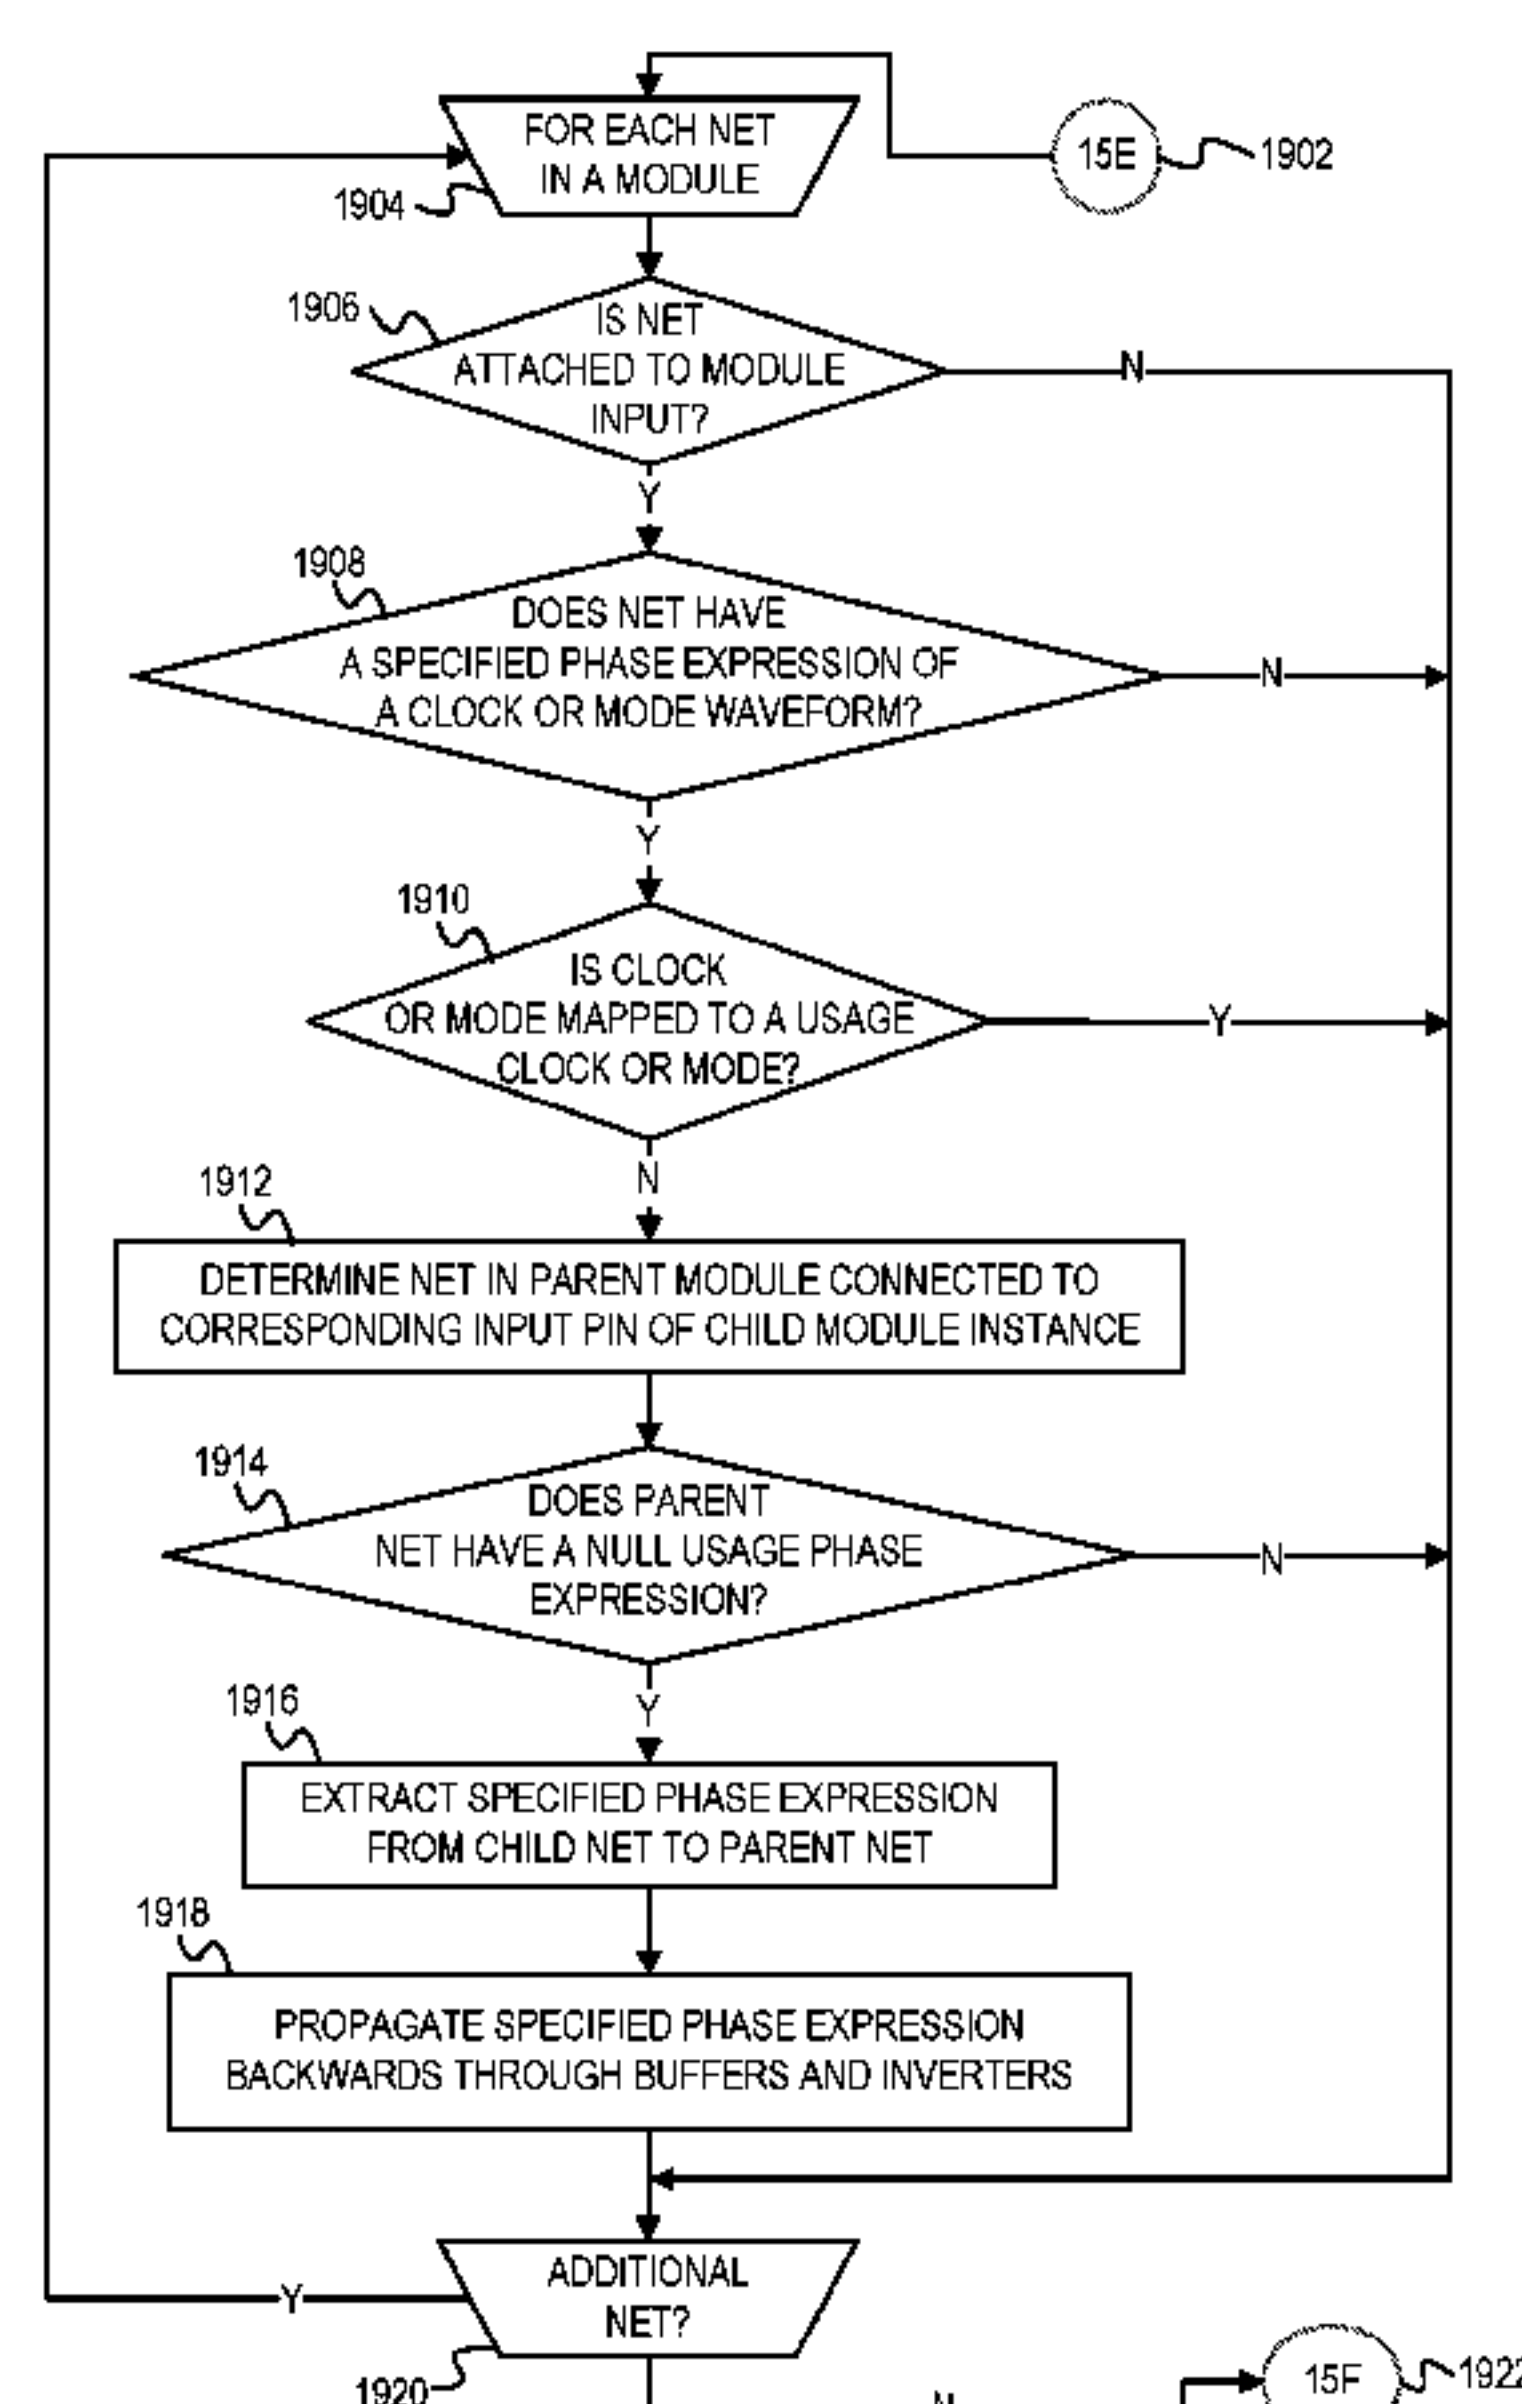 FOR EACH NET
IN A MODULE
15E
1902
1904
1906
IS NET
ATTACHED TO MODULE
INPUT?
N
Y
1908
DOES NET HAVE
A SPECIFIED PHASE EXPRESSION OF
A CLOCK OR MODE WAVEFORM?
N
Y
1910
IS CLOCK
OR MODE MAPPED TO A USAGE
CLOCK OR MODE?
Y
N
1912
DETERMINE NET IN PARENT MODULE CONNECTED TO
CORRESPONDING INPUT PIN OF CHILD MODULE INSTANCE
1914
DOES PARENT
NET HAVE A NULL USAGE PHASE
EXPRESSION?
N
Y
1916
EXTRACT SPECIFIED PHASE EXPRESSION
FROM CHILD NET TO PARENT NET
1918
PROPAGATE SPECIFIED PHASE EXPRESSION
BACKWARDS THROUGH BUFFERS AND INVERTERS
ADDITIONAL
NET?
Y
1920
N
15F
1922